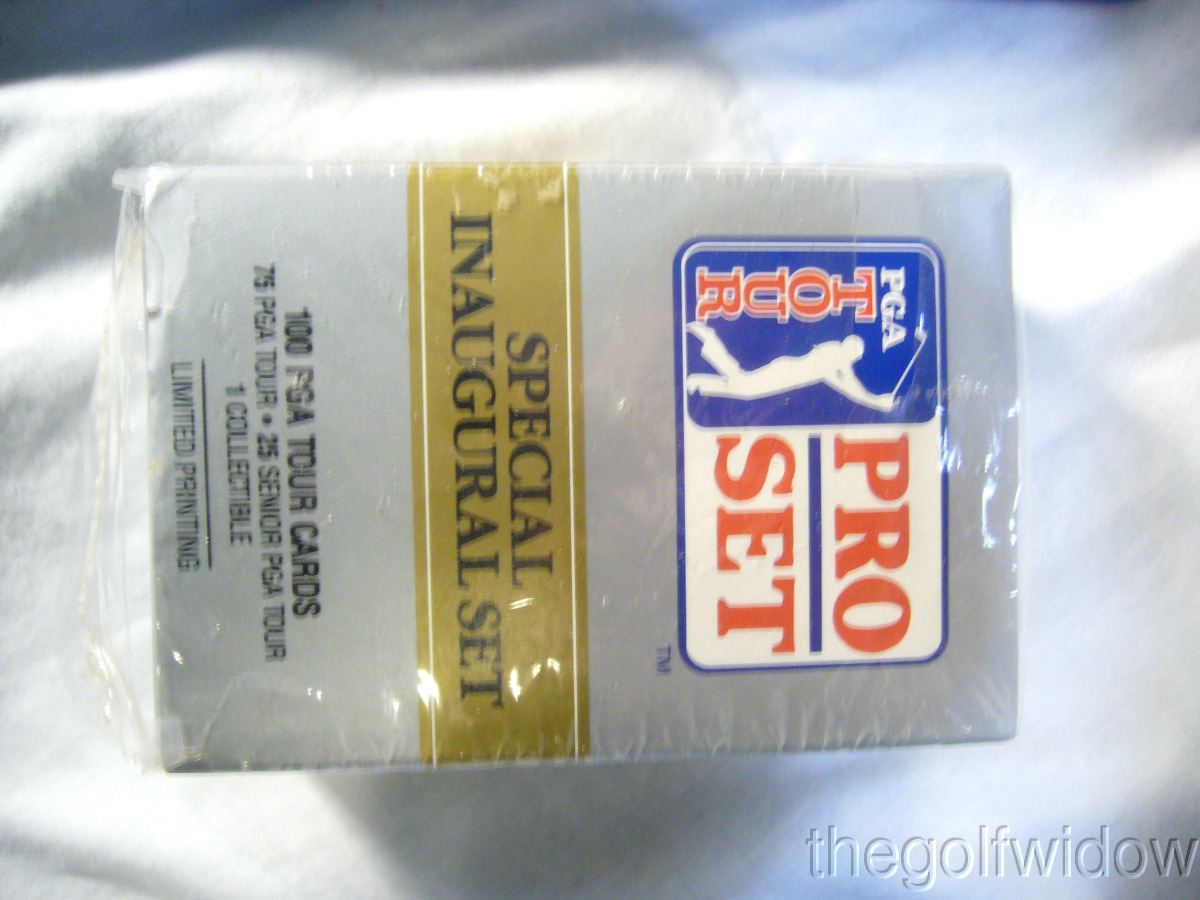 PGA
TOUR
PRO
SET
TM
SPECIAL
INAUGURAL SET
100 PGA TOUR CARDS
75 PGA TOUR • 25 SENIOR PGA TOUR
1 COLLECTIBLE
LIMITED PRINTING
thegolfwidow